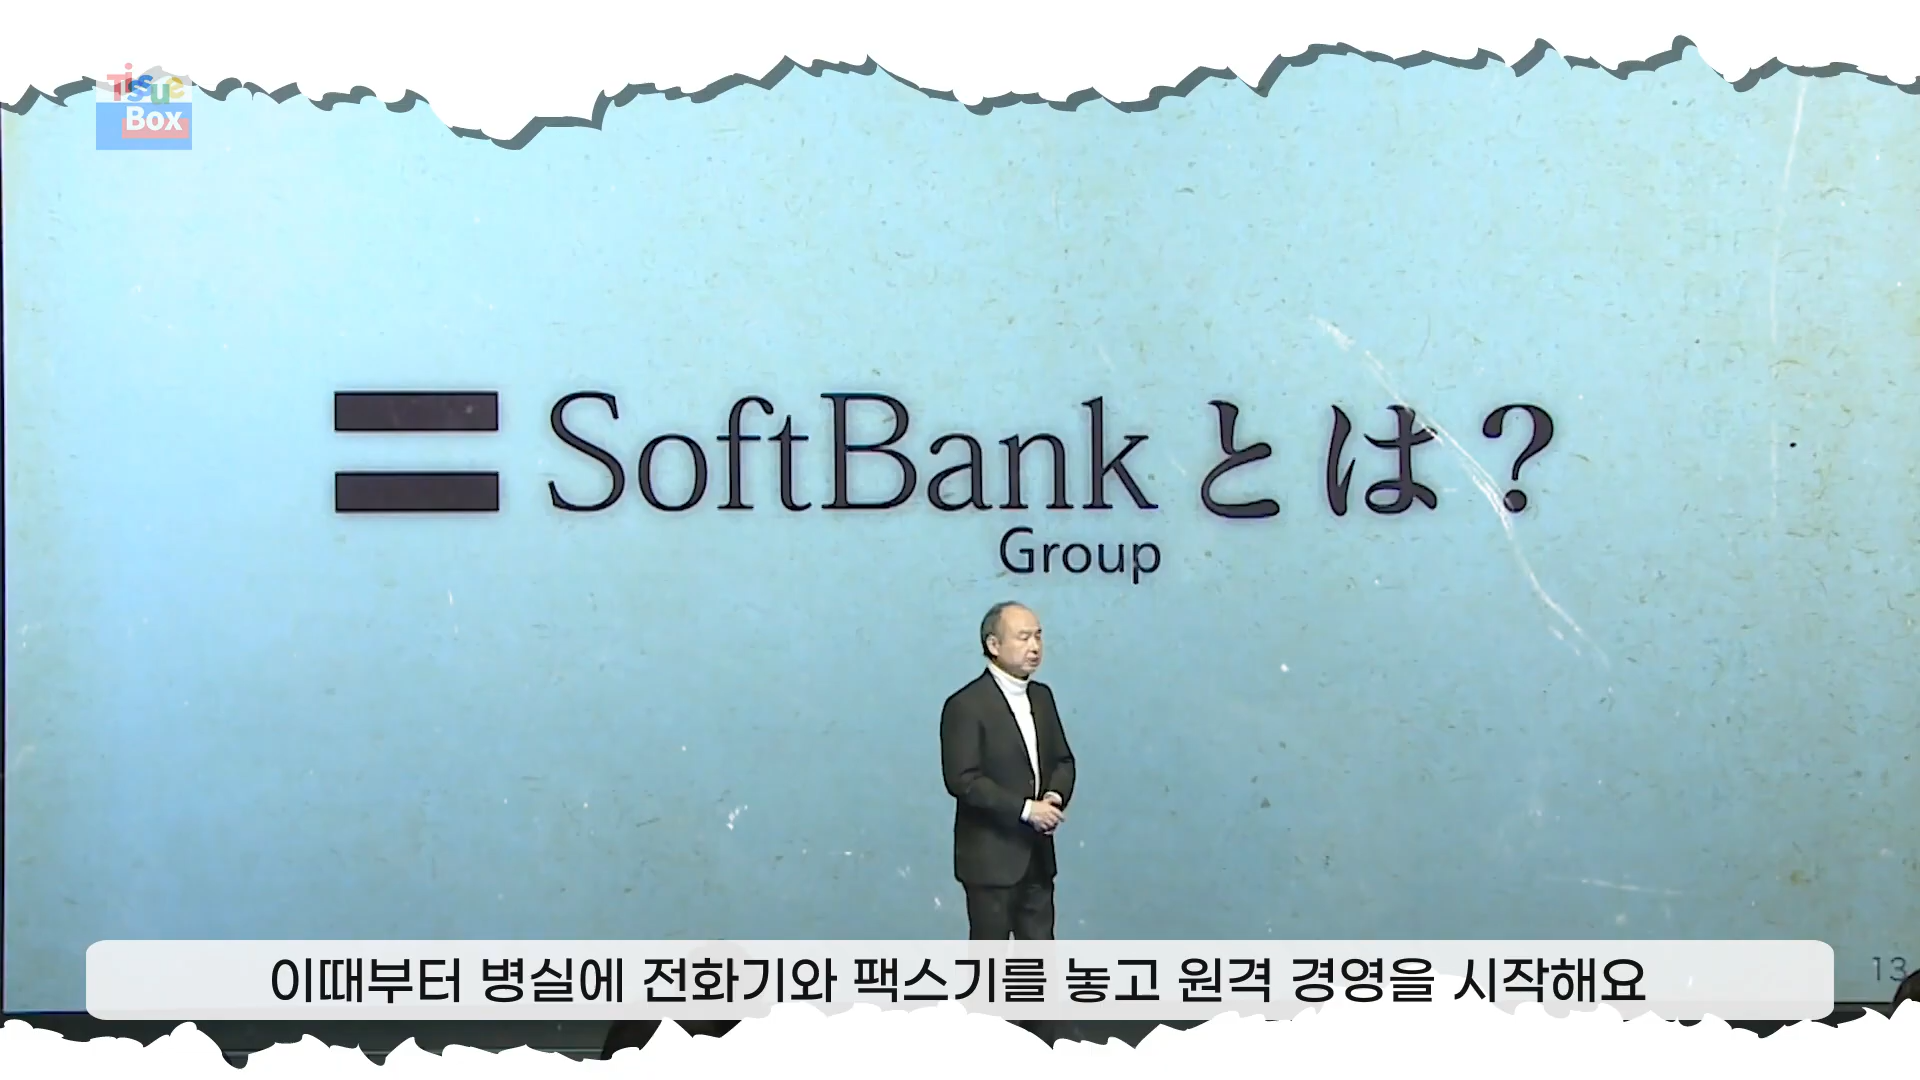 Tissue
Box
SoftBank とは?
Group
13
이때부터 병실에 전화기와 팩스기를 놓고 원격 경영을 시작해요